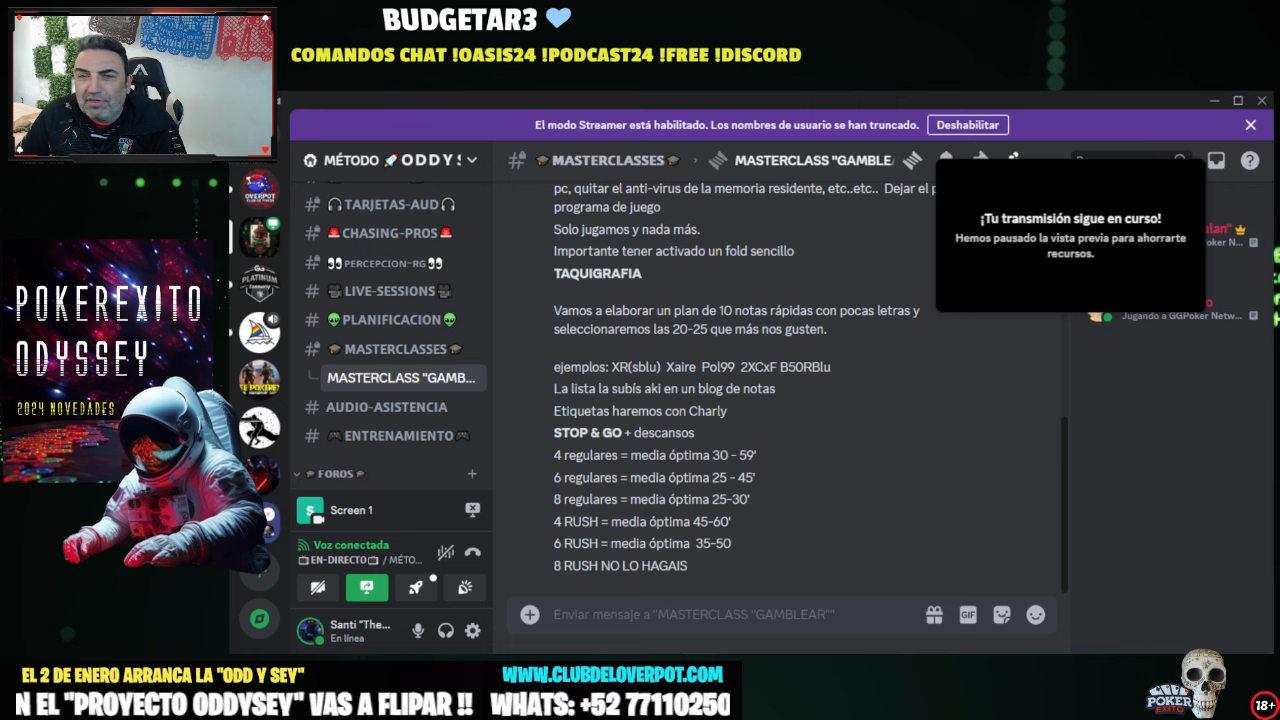 BUDGETAR3 💙
COMANDOS CHAT !OASIS24 !PODCAST24 !FREE !DISCORD
El modo Streamer está habilitado. Los nombres de usuario se han truncado.
Deshabilitar
MÉTODO 🚀 O D D Y S
🎧 TARJETAS-AUD 🎧
🚨 CHASING-PROS 🚨
👀 PERCEPCION-RG 👀
🎥 LIVE-SESSIONS 🎥
👽 PLANIFICACION 👽
🎓 MASTERCLASSES 🎓
MASTERCLASS "GAMB...
AUDIO-ASISTENCIA
🎮 ENTRENAMIENTO 🎮
🎓 FOROS 🎓
Screen 1
Voz conectada
EN-DIRECTO / MÉTO...
Santi "The...
En línea
🎓 MASTERCLASSES 🎓 › MASTERCLASS "GAMBLE
pc, quitar el anti-virus de la memoria residente, etc..etc.. Dejar el p
programa de juego
Solo jugamos y nada más.
Importante tener activado un fold sencillo
TAQUIGRAFIA
Vamos a elaborar un plan de 10 notas rápidas con pocas letras y
seleccionaremos las 20-25 que más nos gusten.
ejemplos: XR(sblu) Xaire Pol99 2XCxF B50RBlu
La lista la subís aki en un blog de notas
Etiquetas haremos con Charly
STOP & GO + descansos
4 regulares = media óptima 30 - 59'
6 regulares = media óptima 25 - 45'
8 regulares = media óptima 25-30'
4 RUSH = media óptima 45-60'
6 RUSH = media óptima 35-50
8 RUSH NO LO HAGAIS
Enviar mensaje a "MASTERCLASS "GAMBLEAR""
GIF
¡Tu transmisión sigue en curso!
Hemos pausado la vista previa para ahorrarte
recursos.
lan" 👑
oker N...
Jugando a GGPoker Netw...
OVERPOT
PLATINUM
POKEREXITO
ODYSSEY
2024 NOVEDADES
EL 2 DE ENERO ARRANCA LA "ODD Y SEY"
WWW.CLUBDELOVERPOT.COM
N EL "PROYECTO ODDYSEY" VAS A FLIPAR !! WHATS: +52 77110250
POKER
EXITO
18+